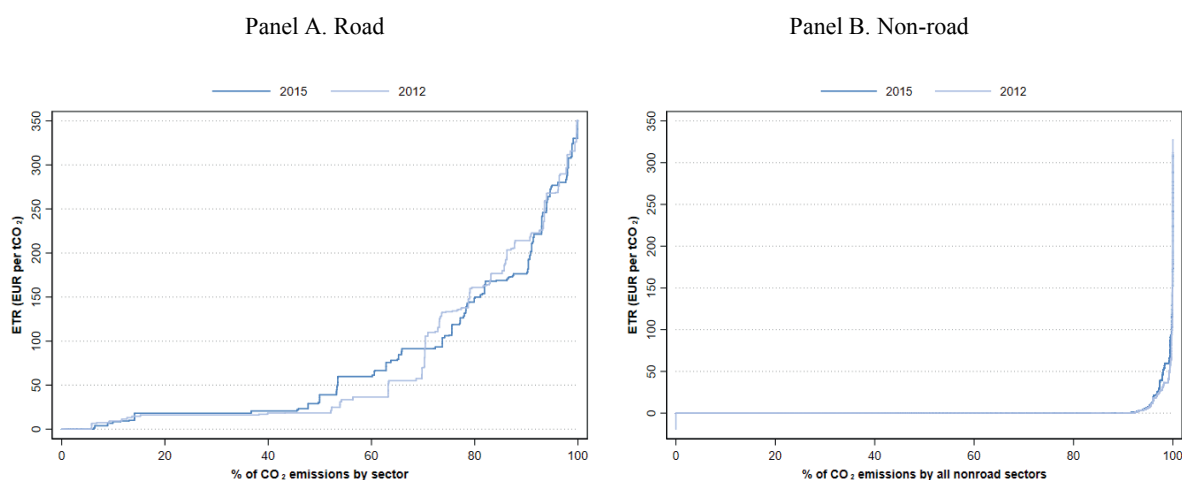 Panel A. Road
Panel B. Non-road
2015 2012
2015 2012
ETR (EUR per tCO₂)
350
300
250
200
150
100
50
0
0 20 40 60 80 100
% of CO₂ emissions by sector
ETR (EUR per tCO₂)
350
300
250
200
150
100
50
0
0 20 40 60 80 100
% of CO₂ emissions by all nonroad sectors